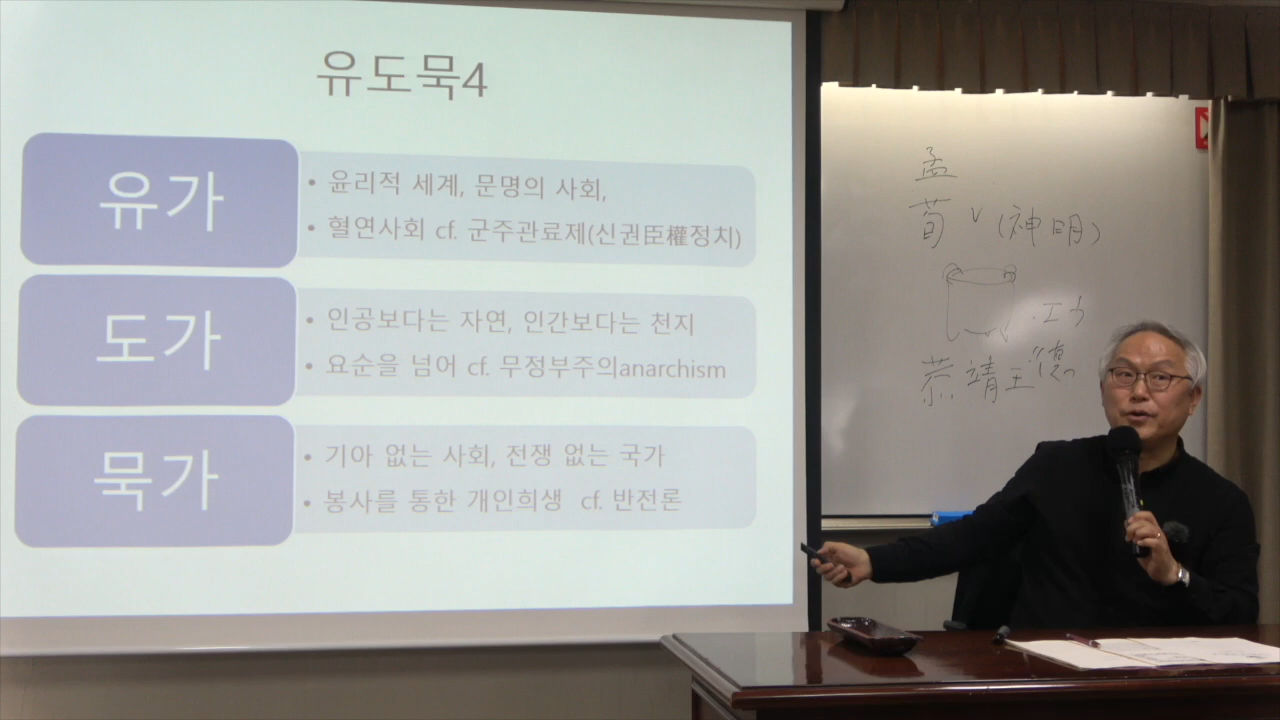 유도묵4
유가
• 윤리적 세계, 문명의 사회,
• 혈연사회 cf. 군주관료제(신권臣權정치)
도가
• 인공보다는 자연, 인간보다는 천지
• 요순을 넘어 cf. 무정부주의anarchism
묵가
• 기아 없는 사회, 전쟁 없는 국가
• 봉사를 통한 개인희생 cf. 반전론
孟
荀 v (神明)
恭靖王